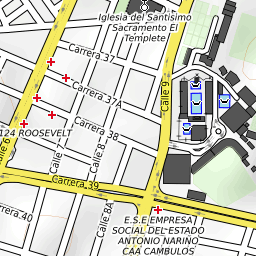 Iglesia del Santísimo
Sacramento El
Templete
Carrera 37
Carrera 37A
Calle 9
Carrera 38
124 ROOSEVELT
Calle 6
Calle 7
Calle 8
Carrera 39
Carrera 40
Calle 8A
E.S.E EMPRESA
SOCIAL DEL ESTADO
ANTONIO NARIÑO
CAA CAMBULOS